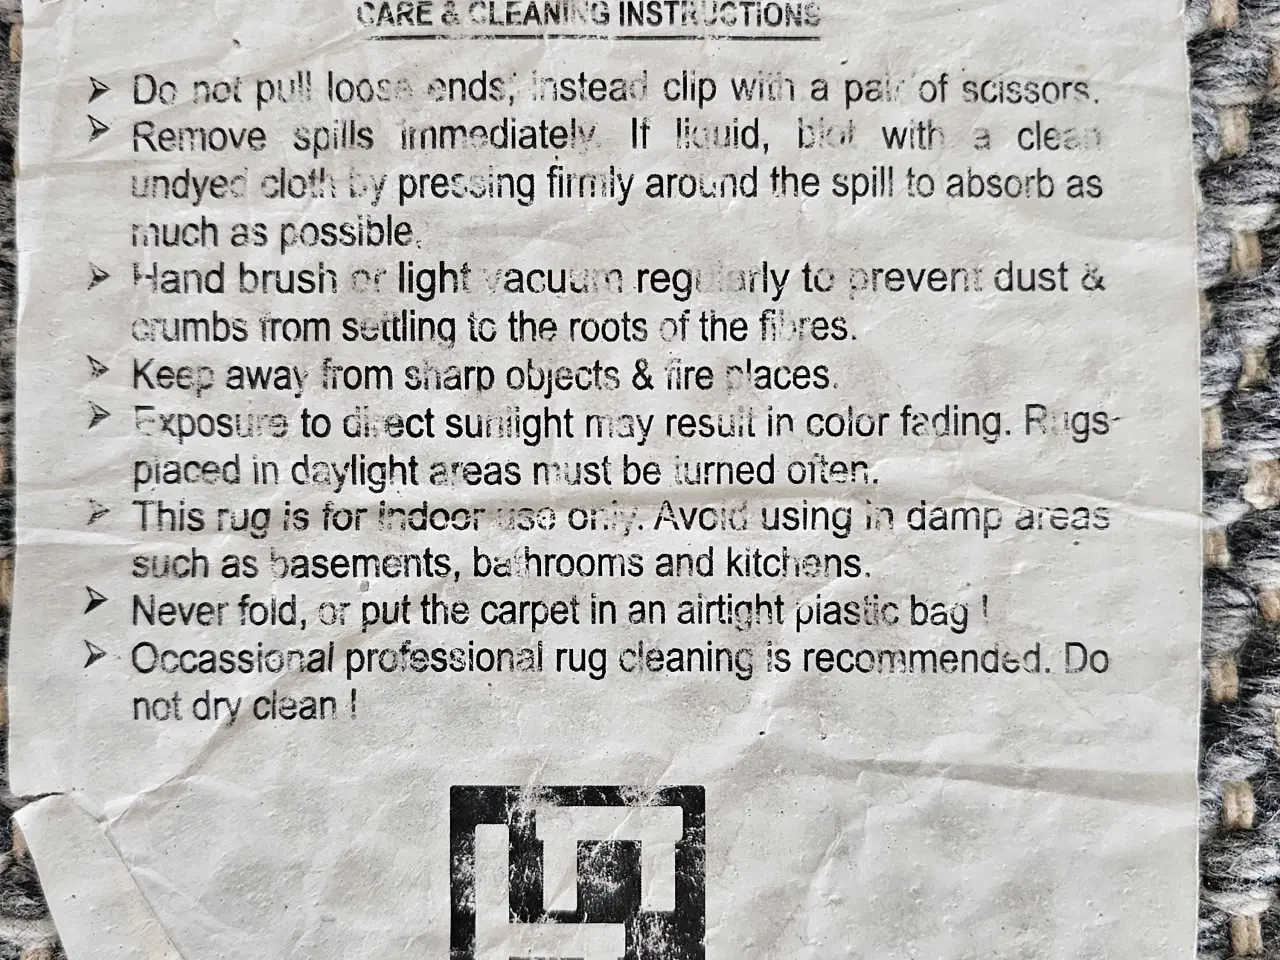 CARE & CLEANING INSTRUCTIONS
➢ Do not pull loose ends; instead clip with a pair of scissors.
➢ Remove spills immediately. If liquid, blot with a clean
undyed cloth by pressing firmly around the spill to absorb as
much as possible.
➢ Hand brush or light vacuum regularly to prevent dust &
crumbs from settling to the roots of the fibres.
➢ Keep away from sharp objects & fire places.
➢ Exposure to direct sunlight may result in color fading. Rugs-
placed in daylight areas must be turned often.
➢ This rug is for indoor use only. Avoid using in damp areas
such as basements, bathrooms and kitchens.
➢ Never fold, or put the carpet in an airtight plastic bag !
➢ Occassional professional rug cleaning is recommended. Do
not dry clean !